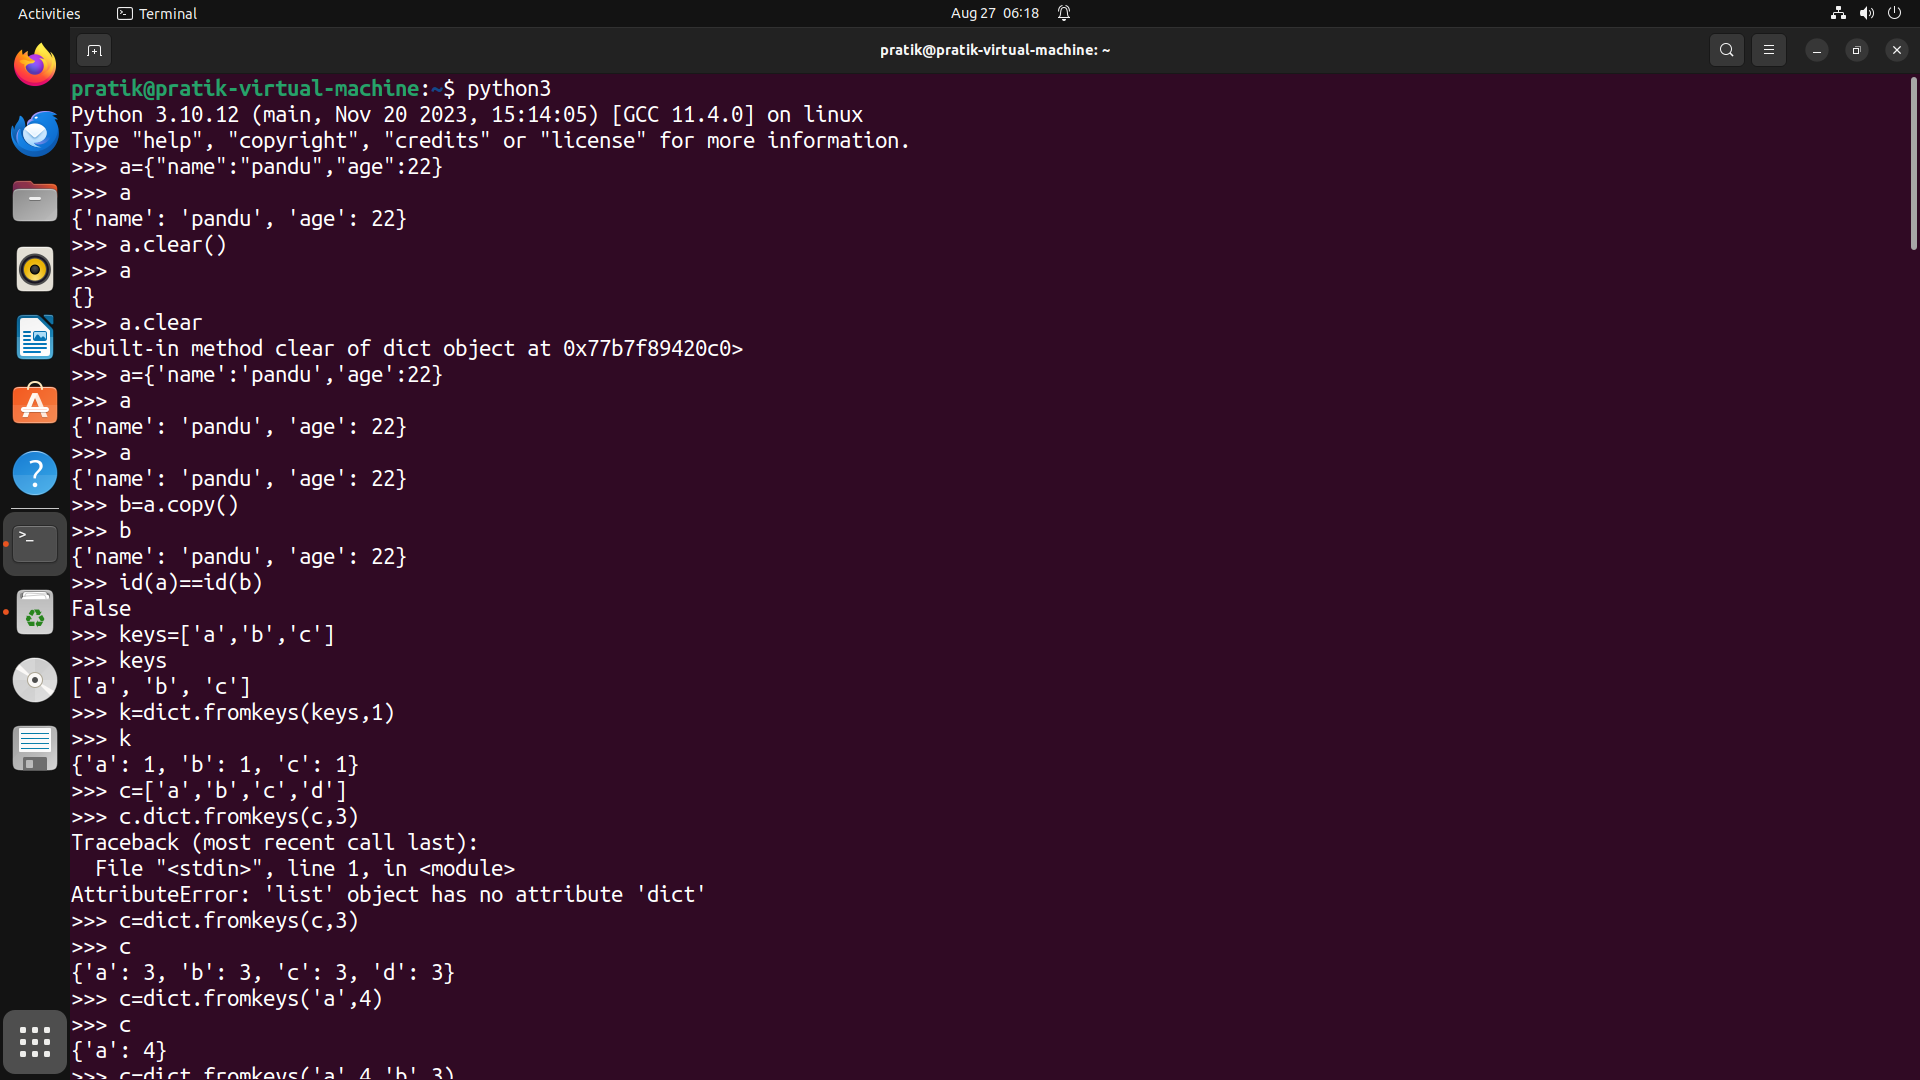 Activities
Terminal
Aug 27 06:18
pratik@pratik-virtual-machine: ~
pratik@pratik-virtual-machine:~$ python3
Python 3.10.12 (main, Nov 20 2023, 15:14:05) [GCC 11.4.0] on linux
Type "help", "copyright", "credits" or "license" for more information.
>>> a={"name":"pandu","age":22}
>>> a
{'name': 'pandu', 'age': 22}
>>> a.clear()
>>> a
{}
>>> a.clear
<built-in method clear of dict object at 0x77b7f89420c0>
>>> a={'name':'pandu','age':22}
>>> a
{'name': 'pandu', 'age': 22}
>>> a
{'name': 'pandu', 'age': 22}
>>> b=a.copy()
>>> b
{'name': 'pandu', 'age': 22}
>>> id(a)==id(b)
False
>>> keys=['a','b','c']
>>> keys
['a', 'b', 'c']
>>> k=dict.fromkeys(keys,1)
>>> k
{'a': 1, 'b': 1, 'c': 1}
>>> c=['a','b','c','d']
>>> c.dict.fromkeys(c,3)
Traceback (most recent call last):
  File "<stdin>", line 1, in <module>
AttributeError: 'list' object has no attribute 'dict'
>>> c=dict.fromkeys(c,3)
>>> c
{'a': 3, 'b': 3, 'c': 3, 'd': 3}
>>> c=dict.fromkeys('a',4)
>>> c
{'a': 4}
>>> c=dict.fromkeys('a',4,'b',3)